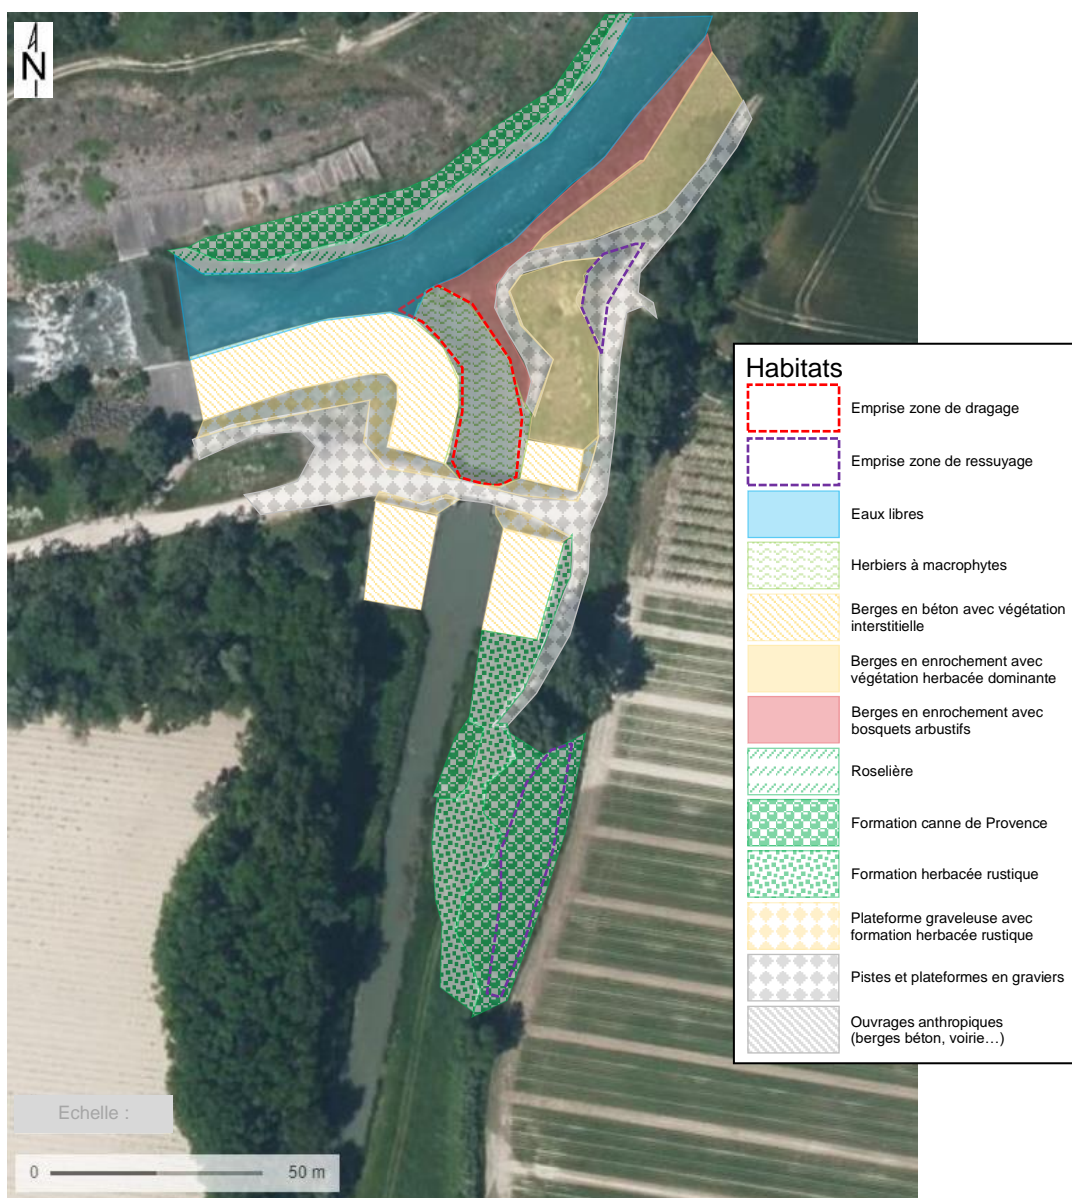 N
Habitats
Emprise zone de dragage
Emprise zone de ressuyage
Eaux libres
Herbiers à macrophytes
Berges en béton avec végétation
interstitielle
Berges en enrochement avec
végétation herbacée dominante
Berges en enrochement avec
bosquets arbustifs
Roselière
Formation canne de Provence
Formation herbacée rustique
Plateforme graveleuse avec
formation herbacée rustique
Pistes et plateformes en graviers
Ouvrages anthropiques
(berges béton, voirie…)
Echelle :
0 50 m